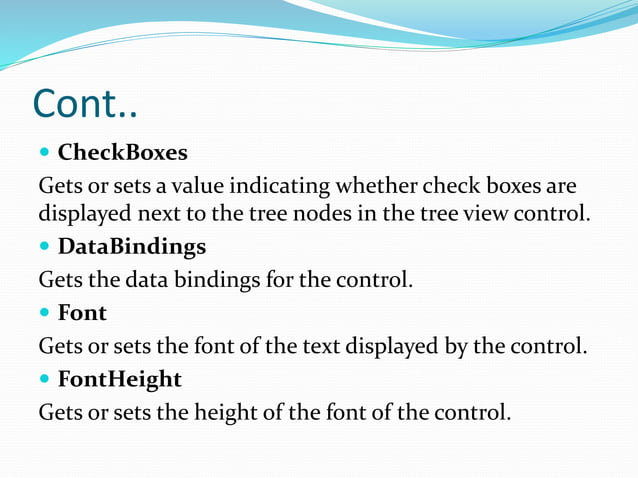 Cont..
• CheckBoxes
Gets or sets a value indicating whether check boxes are
displayed next to the tree nodes in the tree view control.
• DataBindings
Gets the data bindings for the control.
• Font
Gets or sets the font of the text displayed by the control.
• FontHeight
Gets or sets the height of the font of the control.